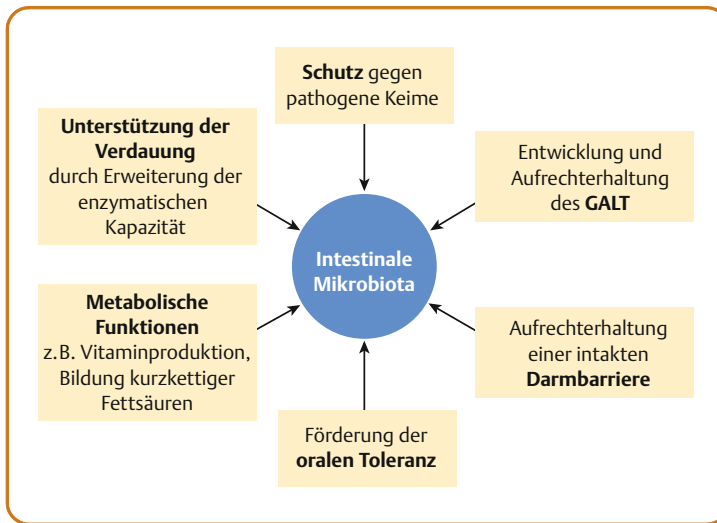 Schutz gegen
pathogene Keime
Unterstützung der
Verdauung
durch Erweiterung der
enzymatischen
Kapazität
Entwicklung und
Aufrechterhaltung
des GALT
Intestinale
Mikrobiota
Metabolische
Funktionen
z.B. Vitaminproduktion,
Bildung kurzkettiger
Fettsäuren
Aufrechterhaltung
einer intakten
Darmbarriere
Förderung der
oralen Toleranz